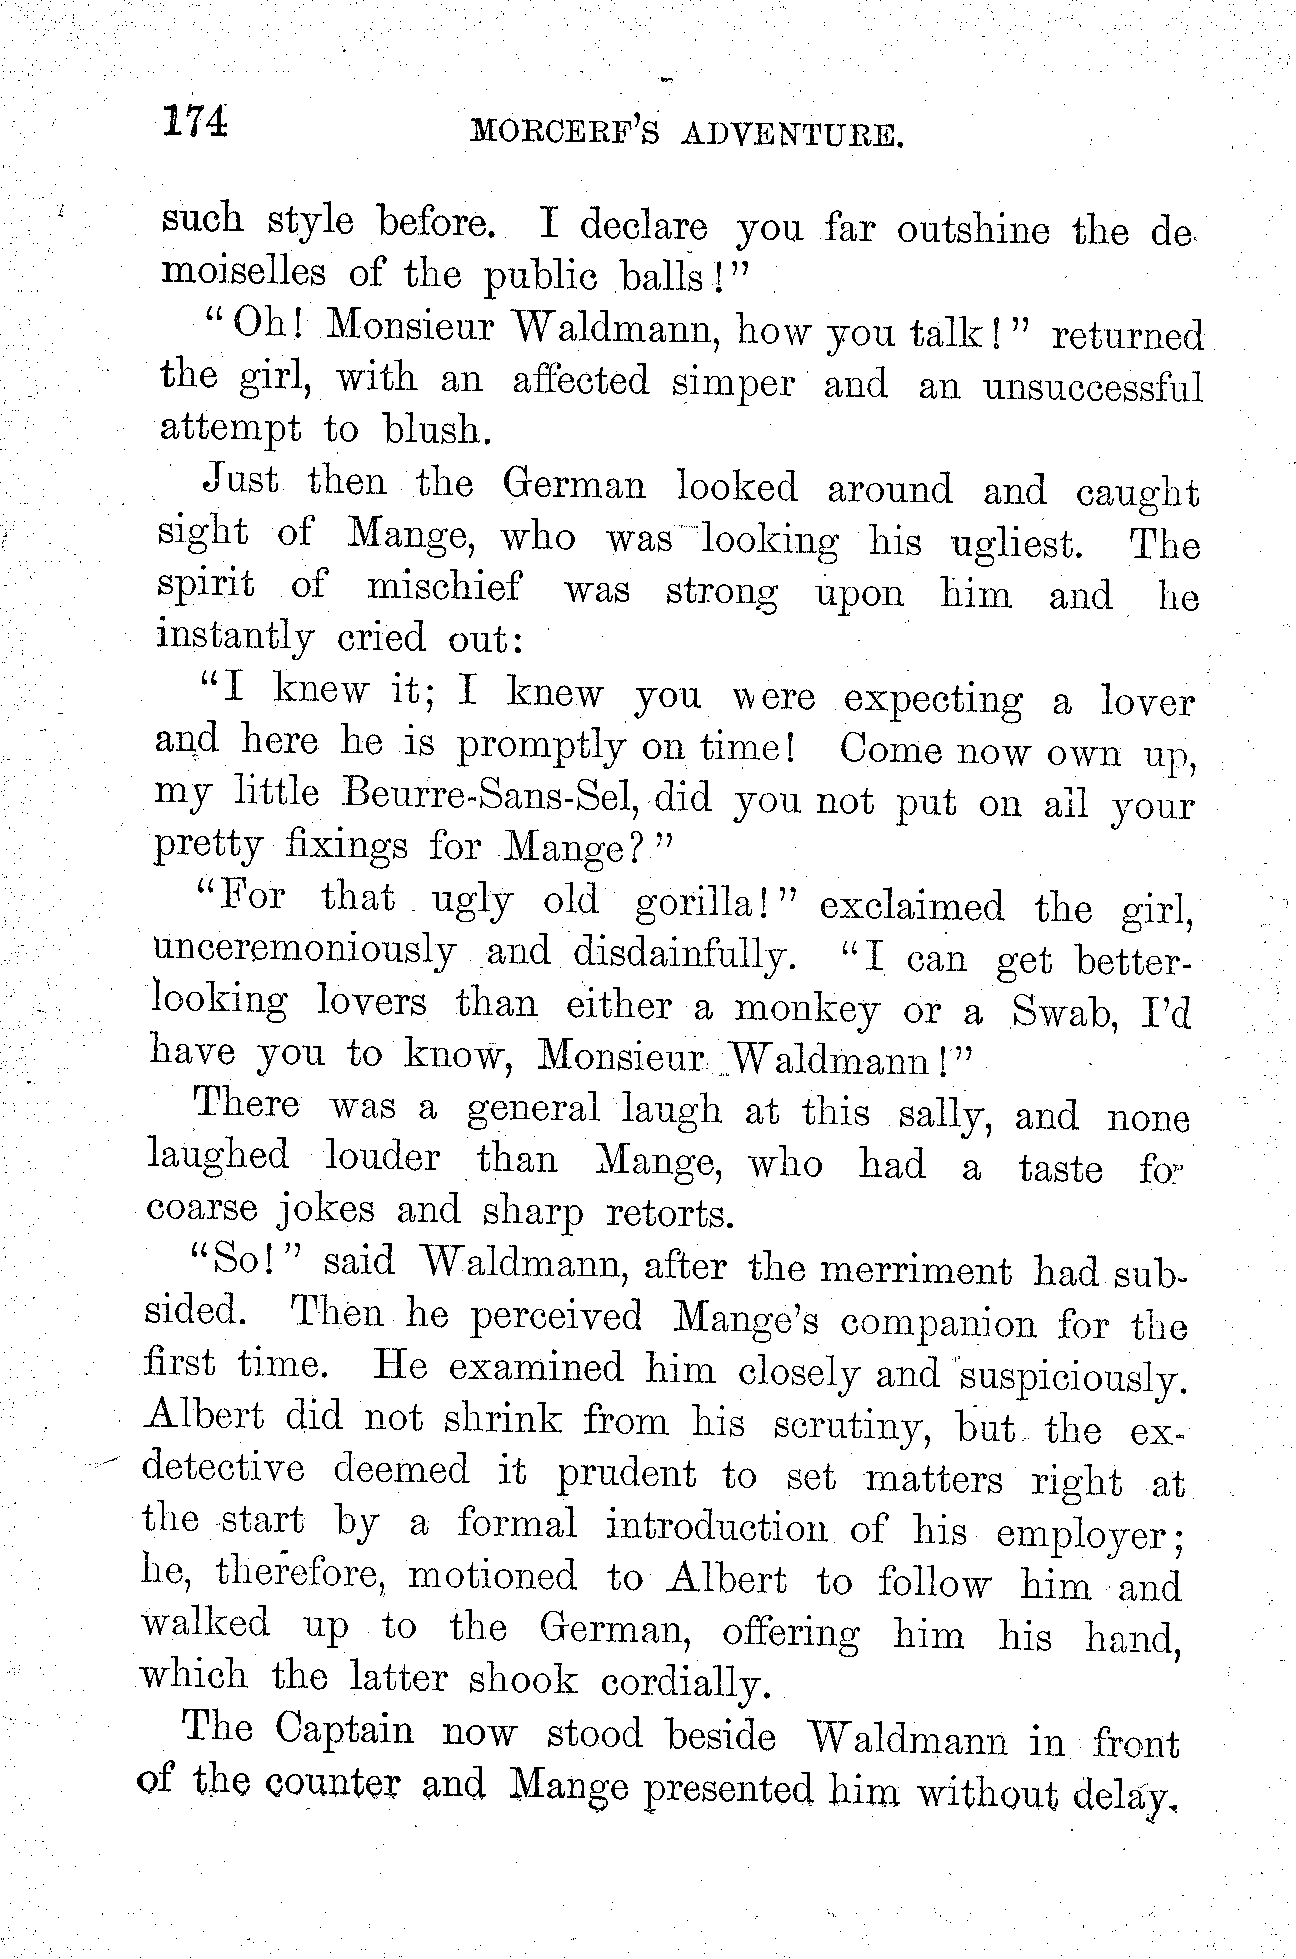 174
MORCERF'S ADVENTURE.
such style before. I declare you far outshine the de-
moiselles of the public balls!"
"Oh! Monsieur Waldmann, how you talk!" returned
the girl, with an affected simper and an unsuccessful
attempt to blush.
Just then the German looked around and caught
sight of Mange, who was looking his ugliest. The
spirit of mischief was strong upon him and he
instantly cried out:
"I knew it; I knew you were expecting a lover
and here he is promptly on time! Come now own up,
my little Beurre-Sans-Sel, did you not put on all your
pretty fixings for Mange?"
"For that ugly old gorilla!" exclaimed the girl,
unceremoniously and disdainfully. "I can get better-
looking lovers than either a monkey or a Swab, I'd
have you to know, Monsieur Waldmann!"
There was a general laugh at this sally, and none
laughed louder than Mange, who had a taste for
coarse jokes and sharp retorts.
"So!" said Waldmann, after the merriment had sub-
sided. Then he perceived Mange's companion for the
first time. He examined him closely and suspiciously.
Albert did not shrink from his scrutiny, but the ex-
detective deemed it prudent to set matters right at
the start by a formal introduction of his employer;
he, therefore, motioned to Albert to follow him and
walked up to the German, offering him his hand,
which the latter shook cordially.
The Captain now stood beside Waldmann in front
of the counter and Mange presented him without delay.